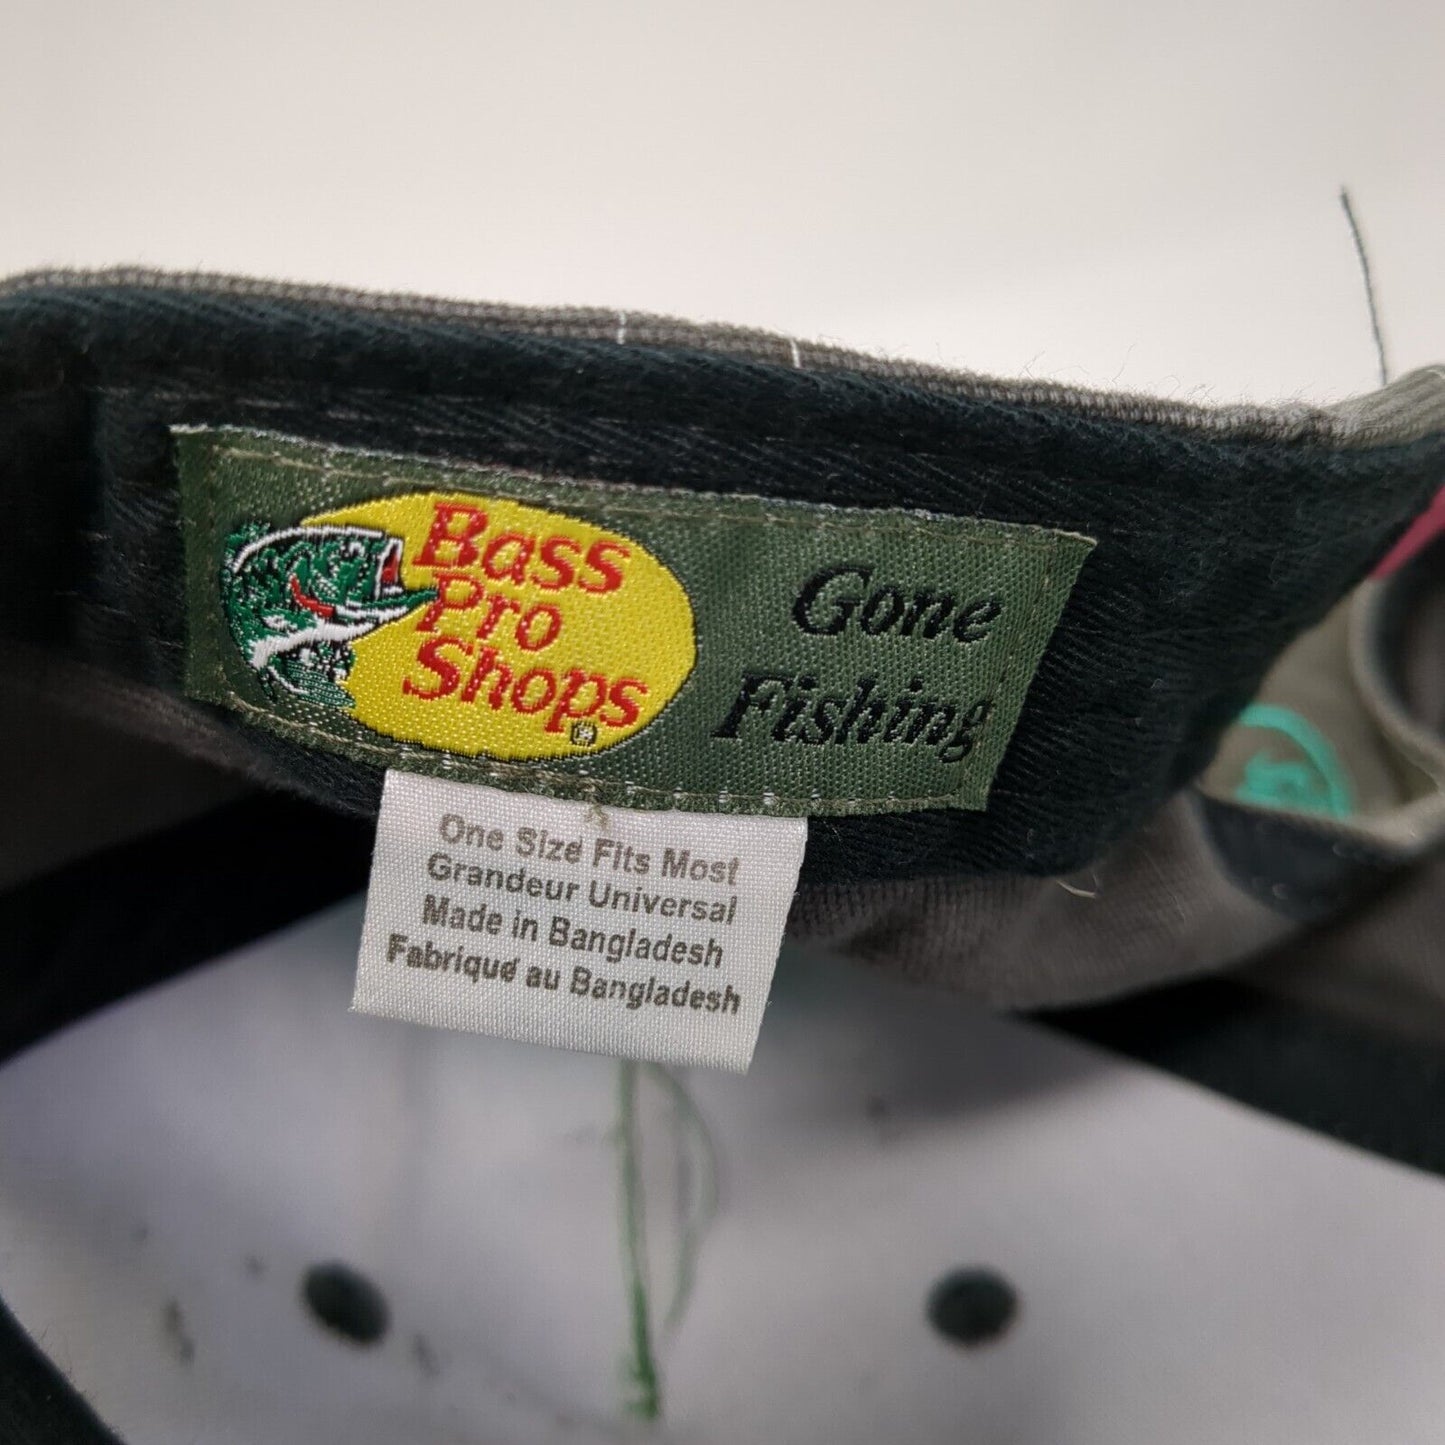 Bass
Pro
Shops®
Gone
Fishing
One Size Fits Most
Grandeur Universal
Made in Bangladesh
Fabriqué au Bangladesh